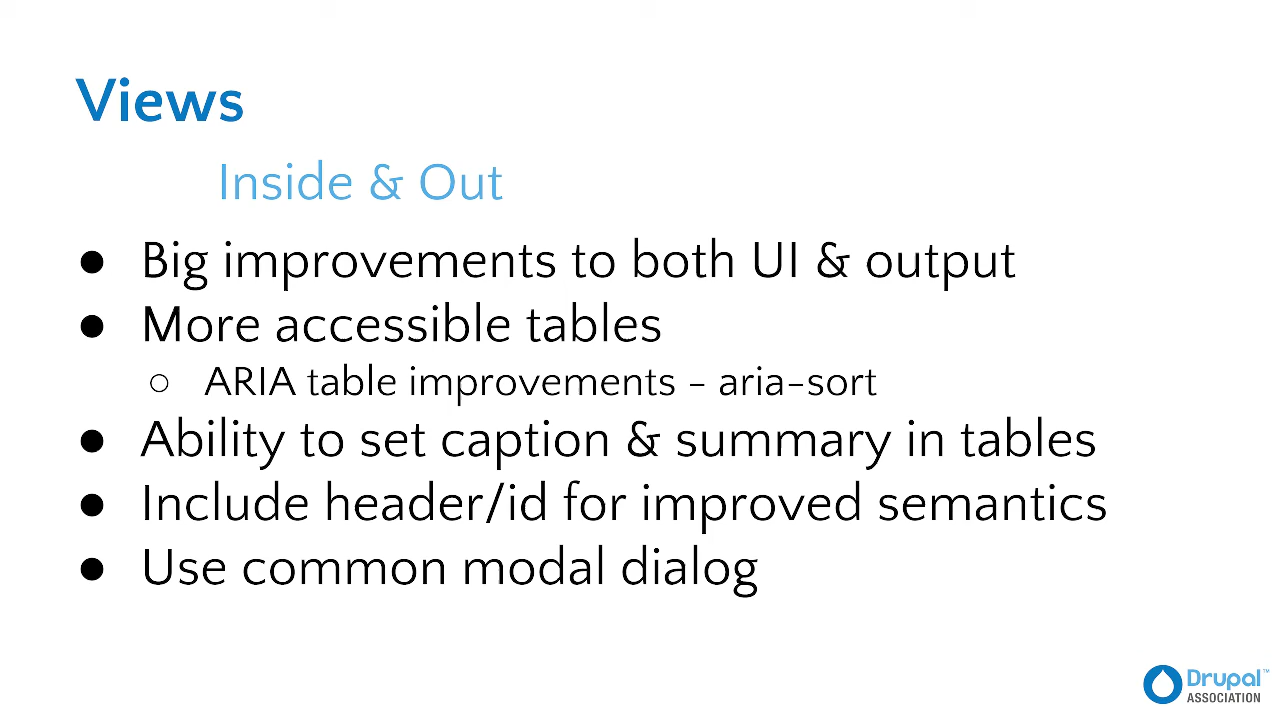 Views
Inside & Out
● Big improvements to both UI & output
● More accessible tables
○ ARIA table improvements - aria-sort
● Ability to set caption & summary in tables
● Include header/id for improved semantics
● Use common modal dialog
Drupal™
ASSOCIATION